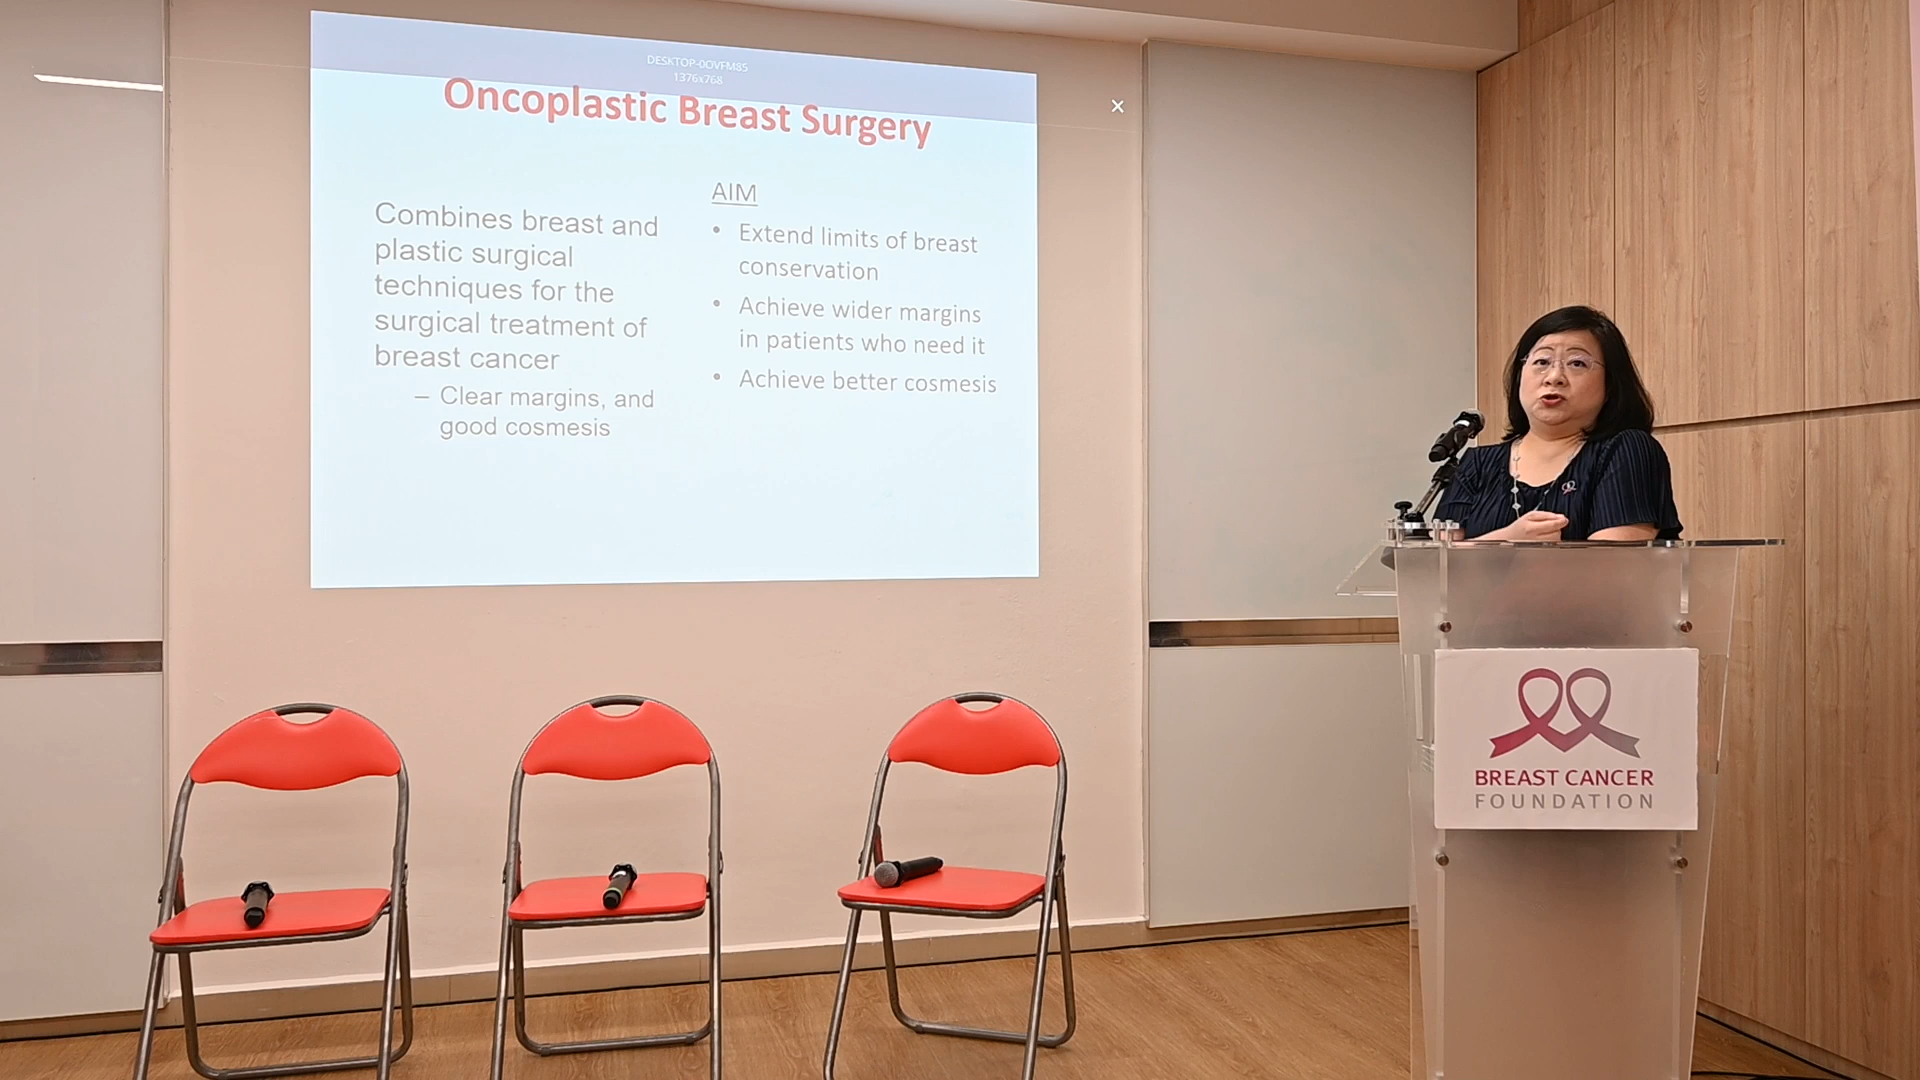 DESKTOP-0OVFM85
1376x768
Oncoplastic Breast Surgery
Combines breast and
plastic surgical
techniques for the
surgical treatment of
breast cancer
– Clear margins, and
good cosmesis
AIM
• Extend limits of breast
conservation
• Achieve wider margins
in patients who need it
• Achieve better cosmesis
BREAST CANCER
FOUNDATION